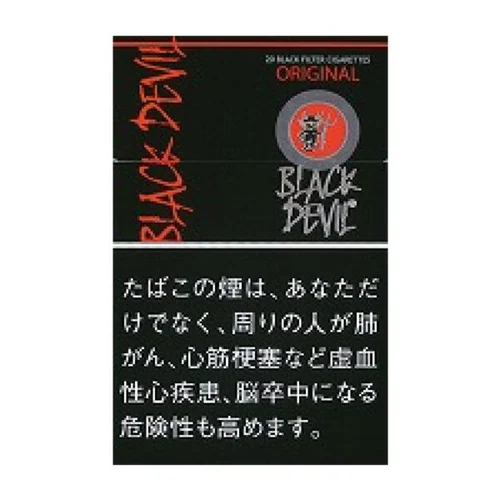 BLACK DEVIL
20 BLACK FILTER CIGARETTES
ORIGINAL
BLACK
DEVIL
たばこの煙は、あなただ
けでなく、周りの人が肺
がん、心筋梗塞など虚血
性心疾患、脳卒中になる
危険性も高めます。